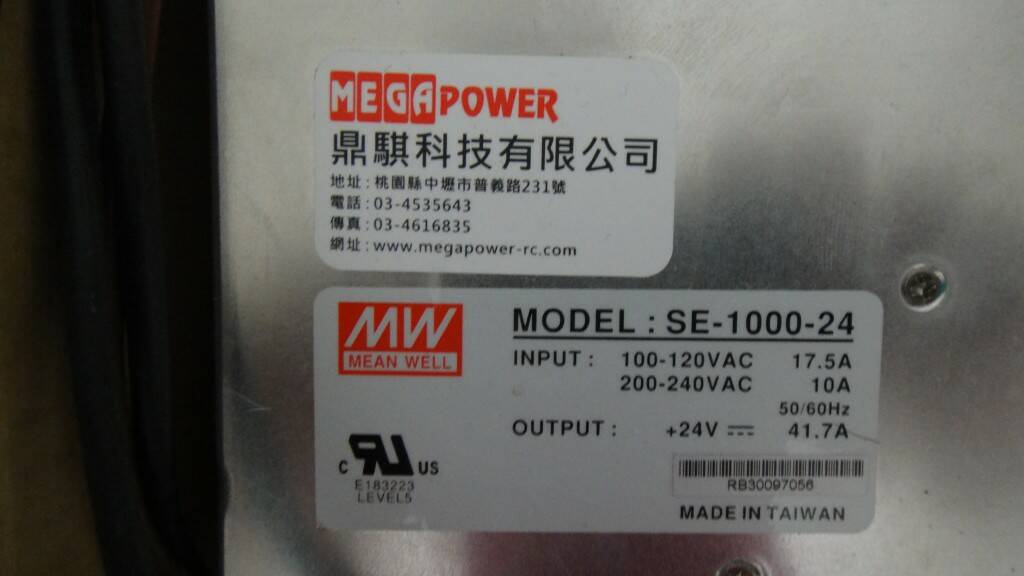 MEGAPOWER
鼎騏科技有限公司
地址:桃園縣中壢市普義路231號
電話:03-4535643
傳真:03-4616835
網址:www.megapower-rc.com
MW
MEAN WELL
MODEL : SE-1000-24
INPUT : 100-120VAC 17.5A
200-240VAC 10A
50/60Hz
OUTPUT : +24V ⎓ 41.7A
C RU US
E183223
LEVEL5
RB30097056
MADE IN TAIWAN